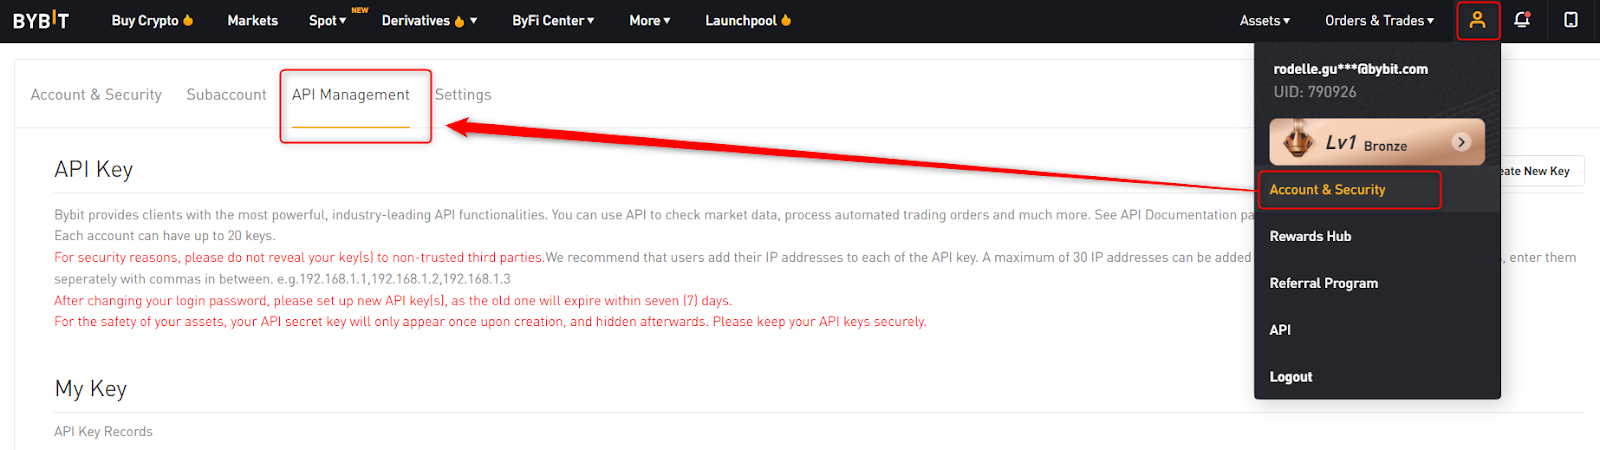 BYBIT Buy Crypto Markets Spot NEW Derivatives ByFi Center More Launchpool Assets Orders & Trades
rodelle.gu***@bybit.com
UID: 790926
Account & Security Subaccount API Management Settings
Lv1 Bronze
API Key
eate New Key
Account & Security
Bybit provides clients with the most powerful, industry-leading API functionalities. You can use API to check market data, process automated trading orders and much more. See API Documentation pa
Each account can have up to 20 keys.
Rewards Hub
For security reasons, please do not reveal your key(s) to non-trusted third parties.We recommend that users add their IP addresses to each of the API key. A maximum of 30 IP addresses can be added s, enter them
seperately with commas in between. e.g.192.168.1.1,192.168.1.2,192.168.1.3
Referral Program
After changing your login password, please set up new API key(s), as the old one will expire within seven (7) days.
For the safety of your assets, your API secret key will only appear once upon creation, and hidden afterwards. Please keep your API keys securely.
API
Logout
My Key
API Key Records